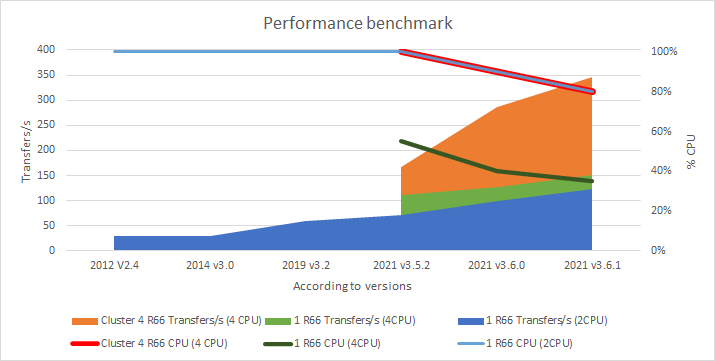 Performance benchmark
400
350
300
250
200
150
100
50
0
Transfers/s
100%
80%
60%
40%
20%
0%
% CPU
2012 V2.4
2014 v3.0
2019 v3.2
2021 v3.5.2
2021 v3.6.0
2021 v3.6.1
According to versions
Cluster 4 R66 Transfers/s (4 CPU)
1 R66 Transfers/s (4CPU)
1 R66 Transfers/s (2CPU)
Cluster 4 R66 CPU (4 CPU)
1 R66 CPU (4CPU)
1 R66 CPU (2CPU)